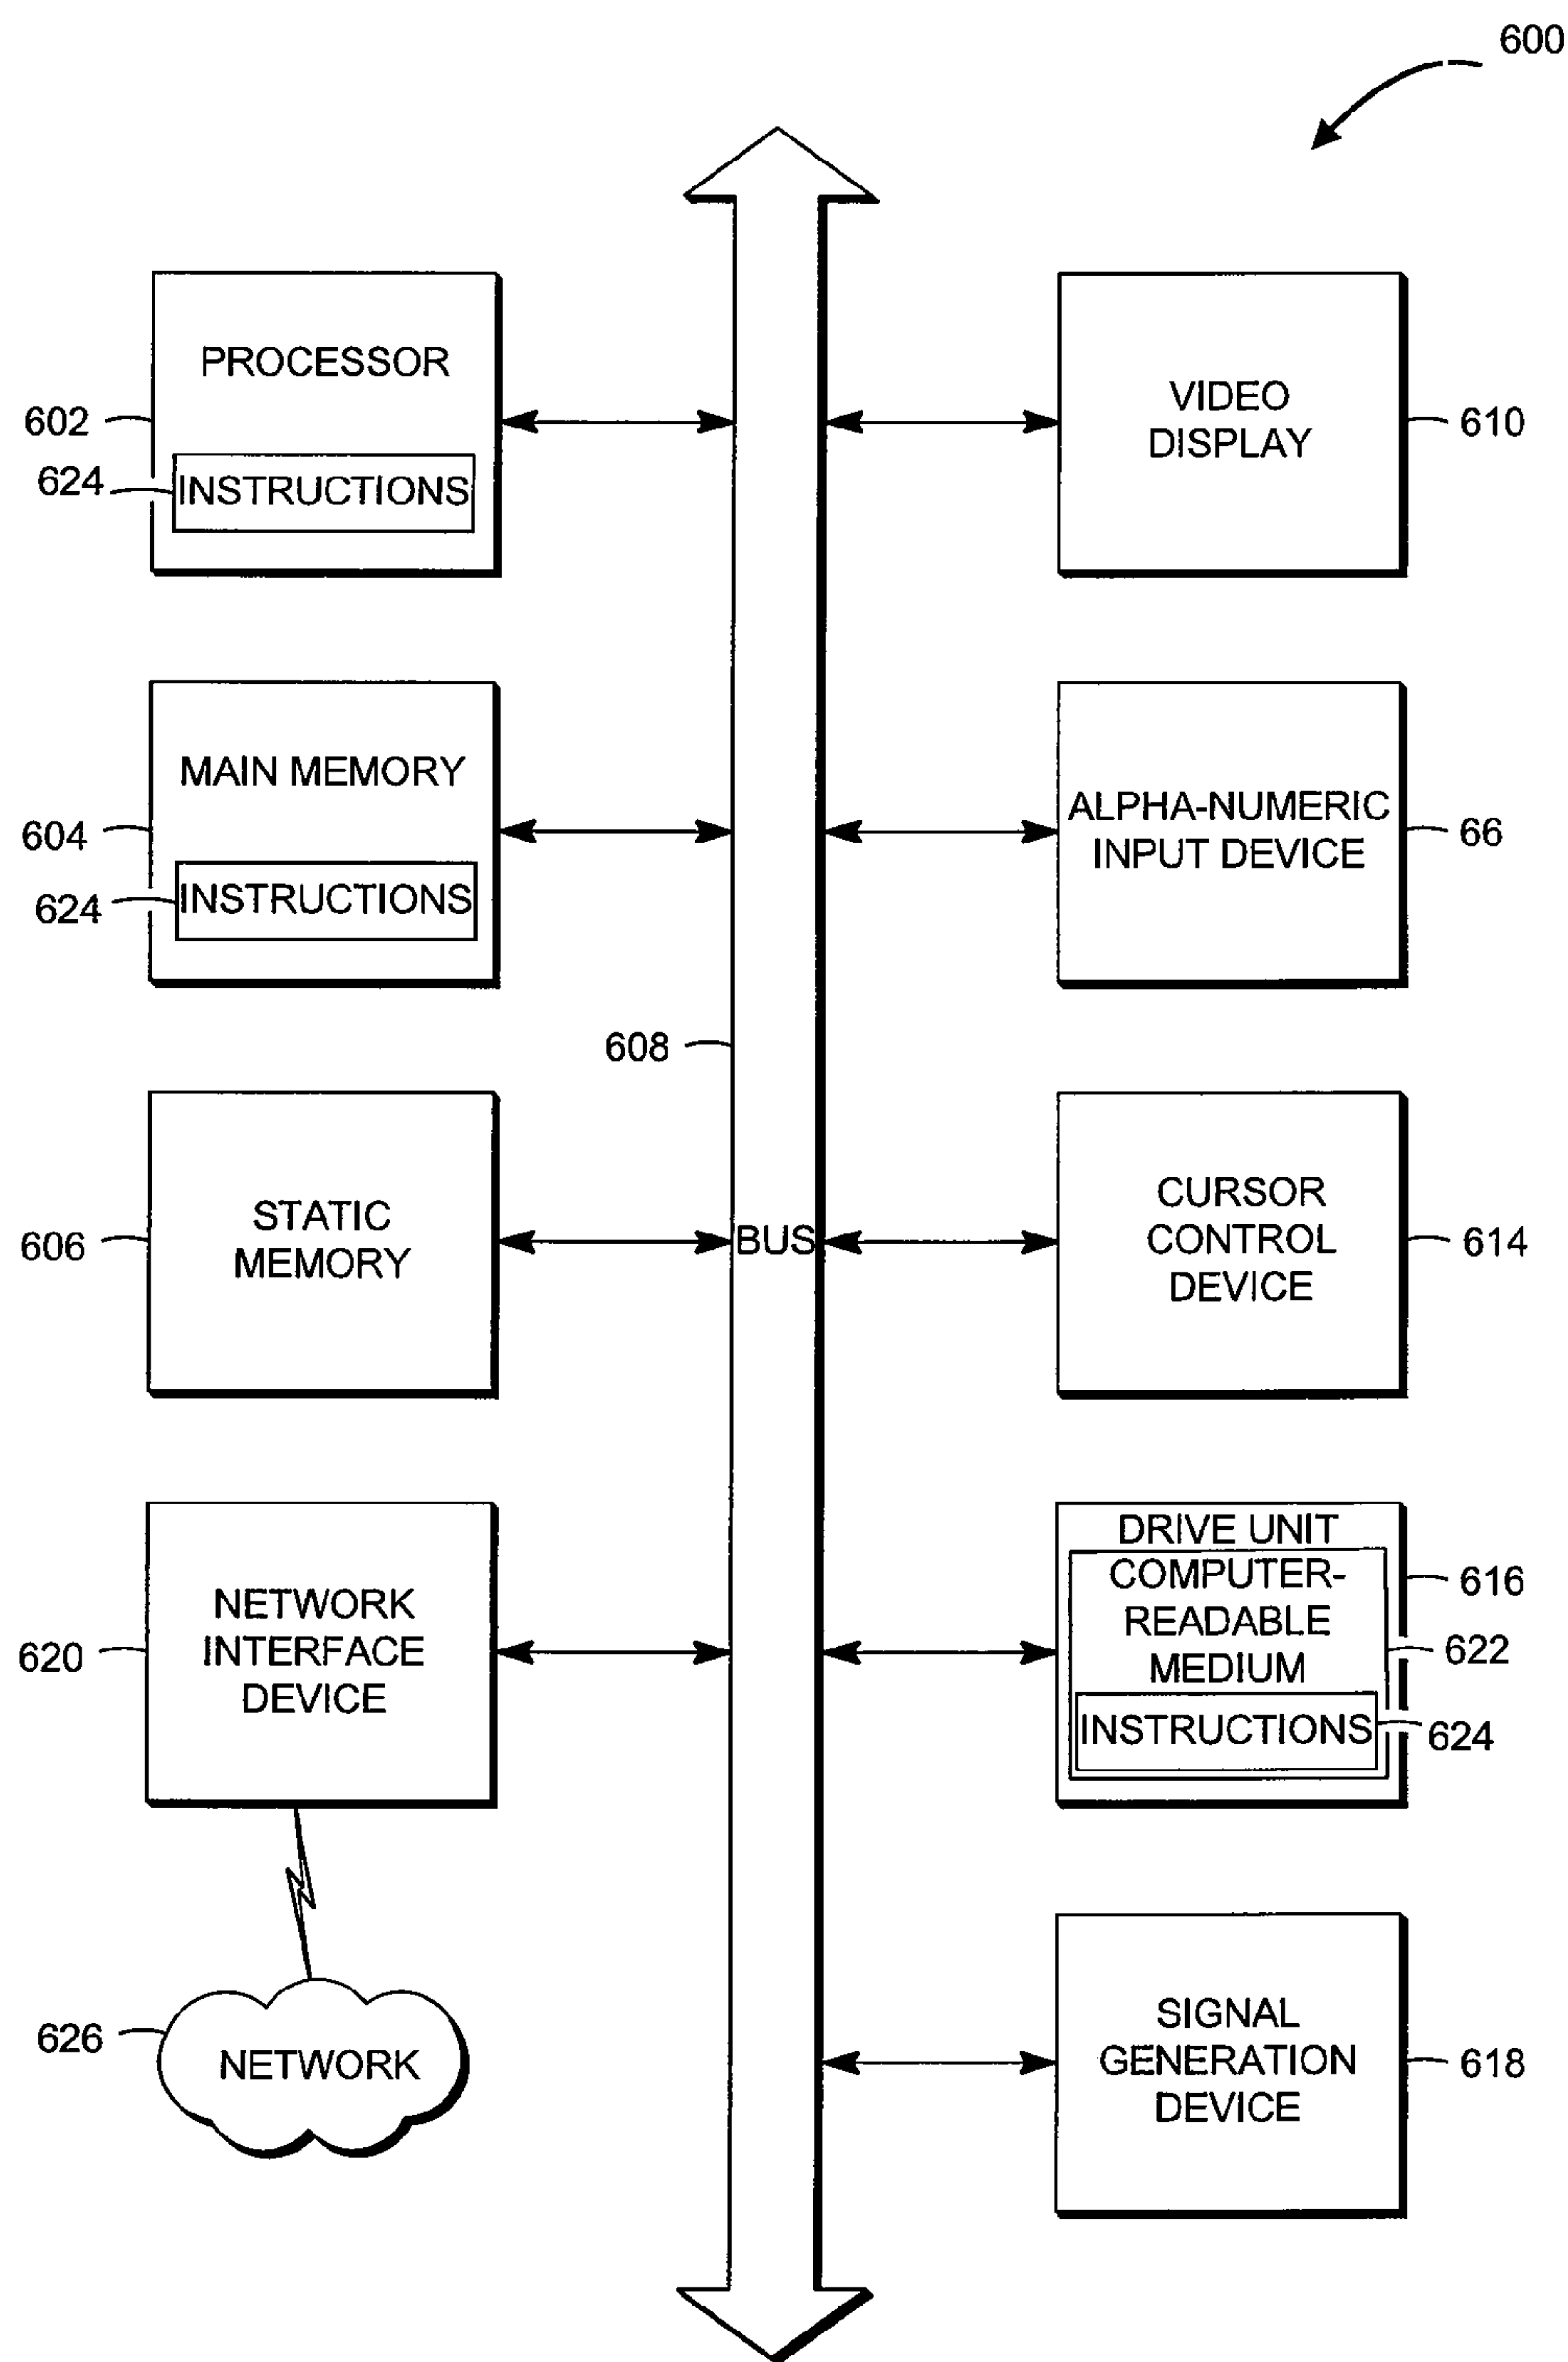 600
PROCESSOR
602
624
INSTRUCTIONS
VIDEO
DISPLAY
610
MAIN MEMORY
604
624
INSTRUCTIONS
ALPHA-NUMERIC
INPUT DEVICE
66
608
STATIC
MEMORY
606
BUS
CURSOR
CONTROL
DEVICE
614
NETWORK
INTERFACE
DEVICE
620
DRIVE UNIT
COMPUTER-
READABLE
MEDIUM
INSTRUCTIONS
616
622
624
626
NETWORK
SIGNAL
GENERATION
DEVICE
618